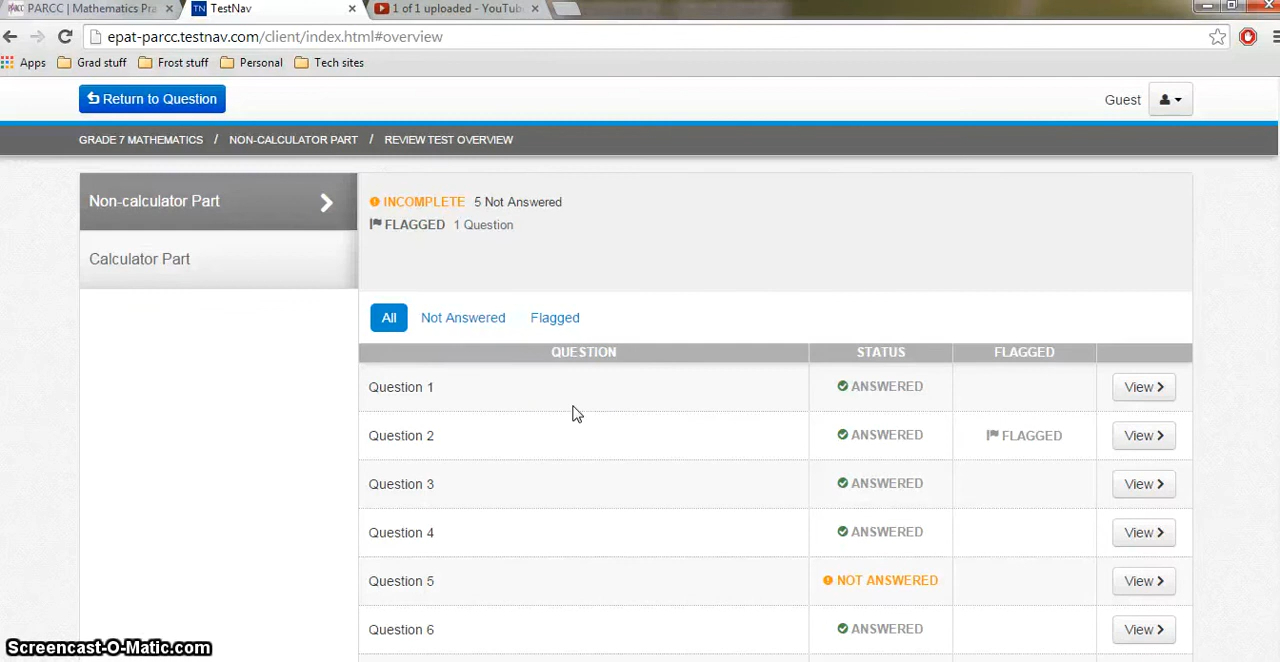 PARCC | Mathematics Pra
TestNav
1 of 1 uploaded - YouTub
epat-parcc.testnav.com/client/index.html#overview
Apps Grad stuff Frost stuff Personal Tech sites
Return to Question
Guest
GRADE 7 MATHEMATICS / NON-CALCULATOR PART / REVIEW TEST OVERVIEW
Non-calculator Part
Calculator Part
INCOMPLETE 5 Not Answered
FLAGGED 1 Question
All Not Answered Flagged
QUESTION STATUS FLAGGED
Question 1 ANSWERED View
Question 2 ANSWERED FLAGGED View
Question 3 ANSWERED View
Question 4 ANSWERED View
Question 5 NOT ANSWERED View
Question 6 ANSWERED View
Screencast-O-Matic.com